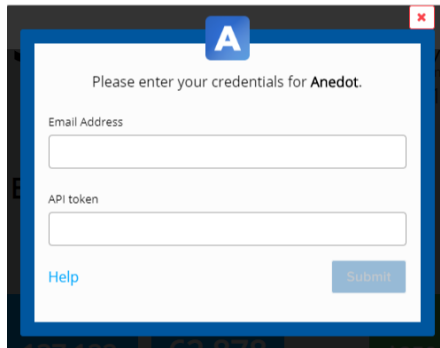 A
Please enter your credentials for Anedot.
Email Address
API token
Help
Submit